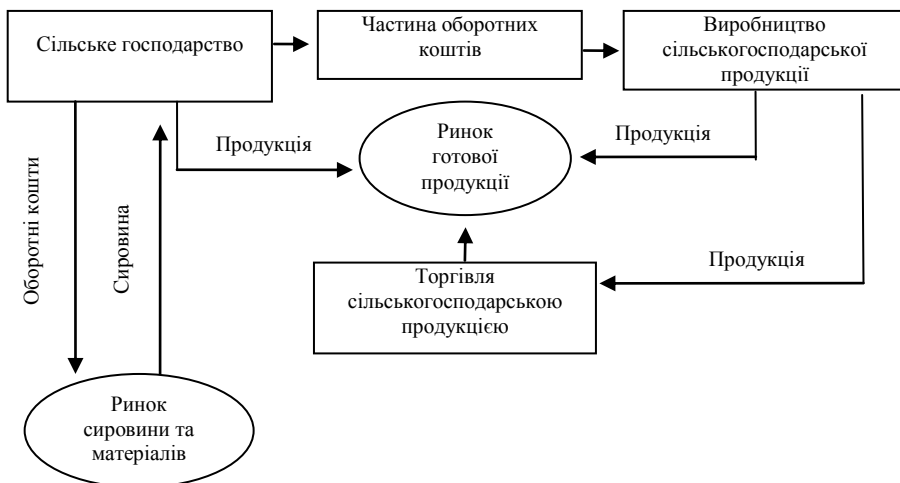 Сільське господарство
Частина оборотних
коштів
Виробництво
сільськогосподарської
продукції
Продукція
Ринок
готової
продукції
Продукція
Оборотні кошти
Сировина
Торгівля
сільськогосподарською
продукцією
Продукція
Ринок
сировини та
матеріалів